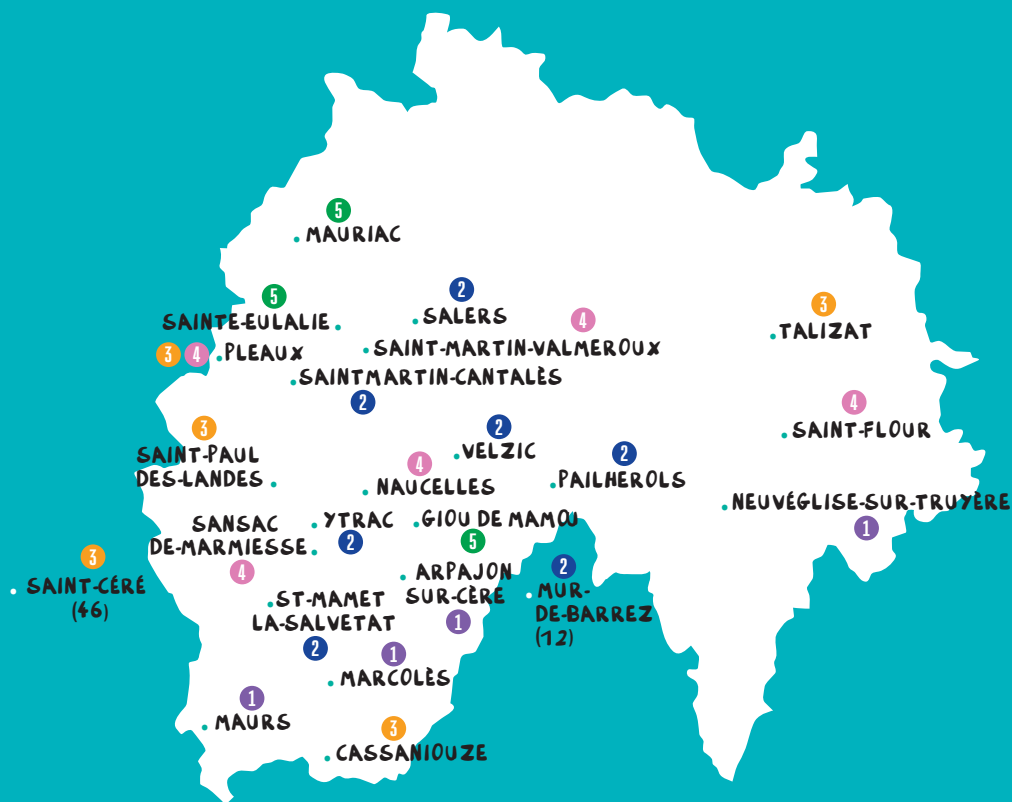 5
MAURIAC
5
SAINTE-EULALIE
2
SALERS
4
SAINT-MARTIN-VALMEROUX
3
TALIZAT
3 4 PLEAUX
SAINTMARTIN-CANTALÈS
2
3
SAINT-PAUL
DES-LANDES
2
VELZIC
4
SAINT-FLOUR
4
NAUCELLES
2
PAILHEROLS
NEUVÉGLISE-SUR-TRUYÈRE
1
SANSAC
DE-MARMIESSE
4
YTRAC
2
GIOU DE MAMOU
5
3
SAINT-CÉRÉ
(46)
ARPAJON
SUR-CÈRE
1
2
MUR-
DE-BARREZ
(12)
ST-MAMET
LA-SALVETAT
2
1
MARCOLÈS
1
MAURS
3
CASSANIOUZE